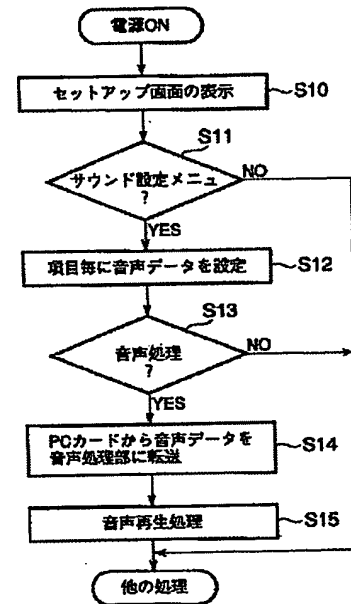 電源ON
セットアップ画面の表示
S10
S11
サウンド設定メニュ
?
NO
YES
項目毎に音声データを設定
S12
S13
音声処理
?
NO
YES
PCカードから音声データを
音声処理部に転送
S14
音声再生処理
S15
他の処理